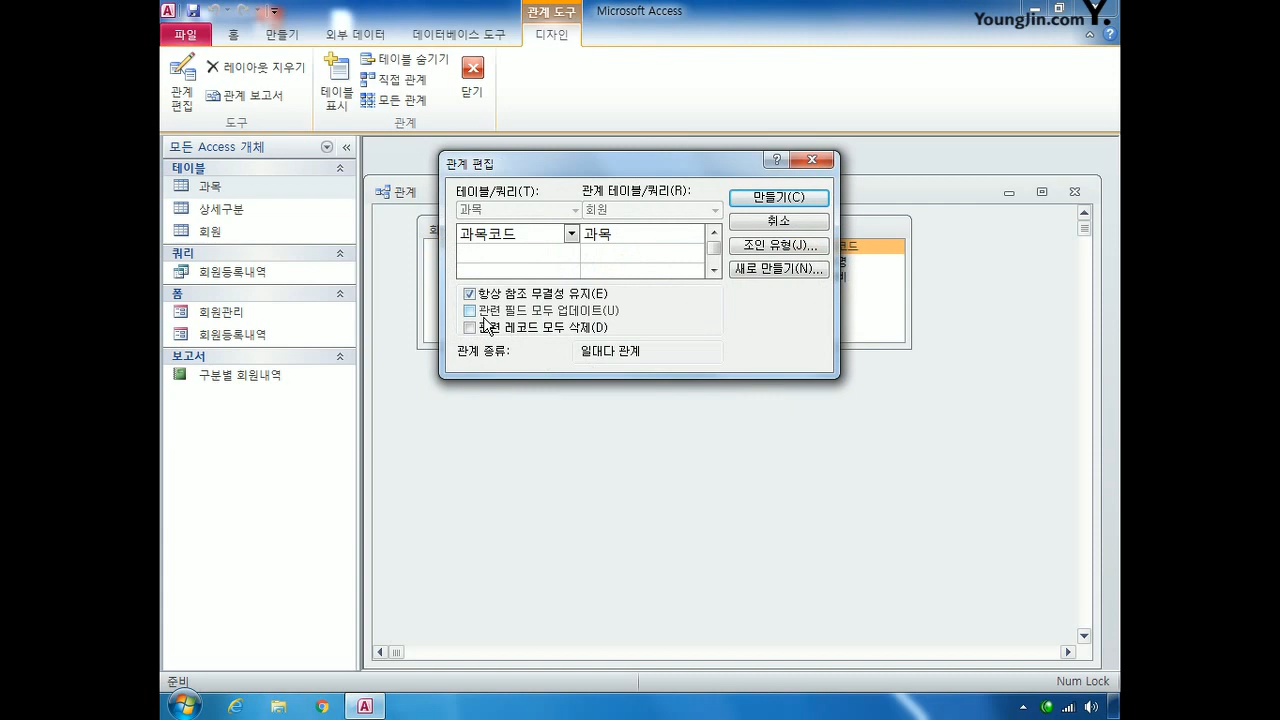 Microsoft Access
관계 도구
YoungJin.com Y.
파일 홈 만들기 외부 데이터 데이터베이스 도구 디자인
관계 편집
레이아웃 지우기
관계 보고서
도구
테이블 표시
테이블 숨기기
직접 관계
모든 관계
닫기
관계
모든 Access 개체
테이블
과목
상세구분
회원
쿼리
회원등록내역
폼
회원관리
회원등록내역
보고서
구분별 회원내역
관계
관계 편집
테이블/쿼리(T): 관계 테이블/쿼리(R):
과목 회원
과목코드 과목
만들기(C)
취소
조인 유형(J)...
새로 만들기(N)...
항상 참조 무결성 유지(E)
관련 필드 모두 업데이트(U)
관련 레코드 모두 삭제(D)
관계 종류: 일대다 관계
준비
Num Lock